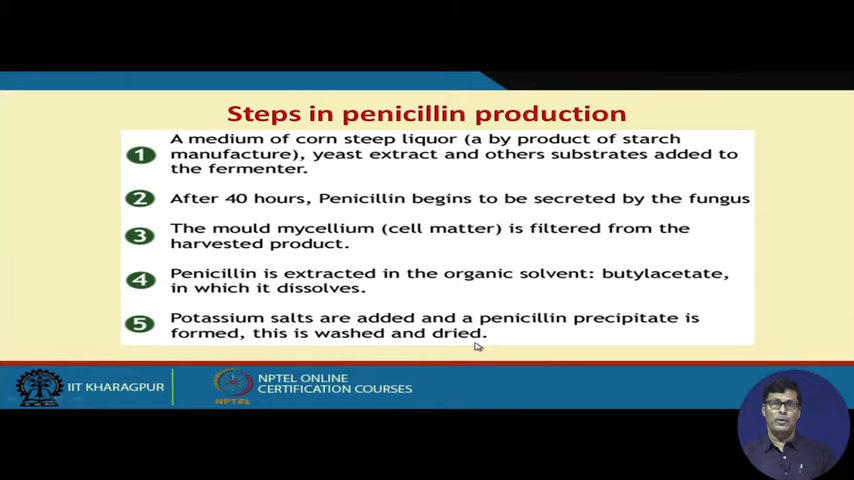 Steps in penicillin production
1 A medium of corn steep liquor (a by product of starch
manufacture), yeast extract and others substrates added to
the fermenter.
2 After 40 hours, Penicillin begins to be secreted by the fungus
3 The mould mycellium (cell matter) is filtered from the
harvested product.
4 Penicillin is extracted in the organic solvent: butylacetate,
in which it dissolves.
5 Potassium salts are added and a penicillin precipitate is
formed, this is washed and dried.
IIT KHARAGPUR
NPTEL
NPTEL ONLINE
CERTIFICATION COURSES